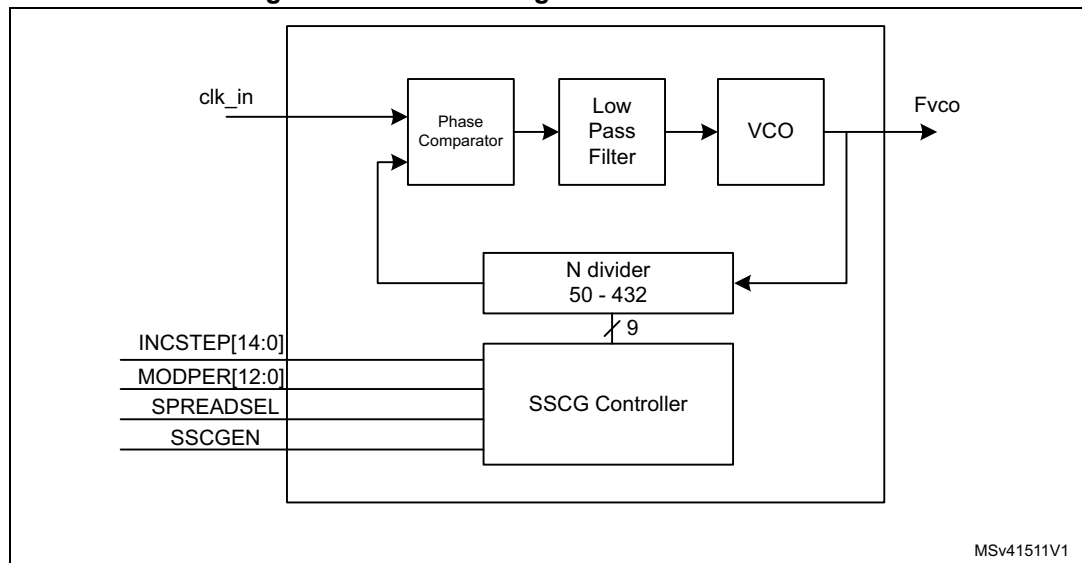 clk_in
Phase
Comparator
Low
Pass
Filter
VCO
Fvco
N divider
50 - 432
9
INCSTEP[14:0]
MODPER[12:0]
SPREADSEL
SSCGEN
SSCG Controller
MSv41511V1